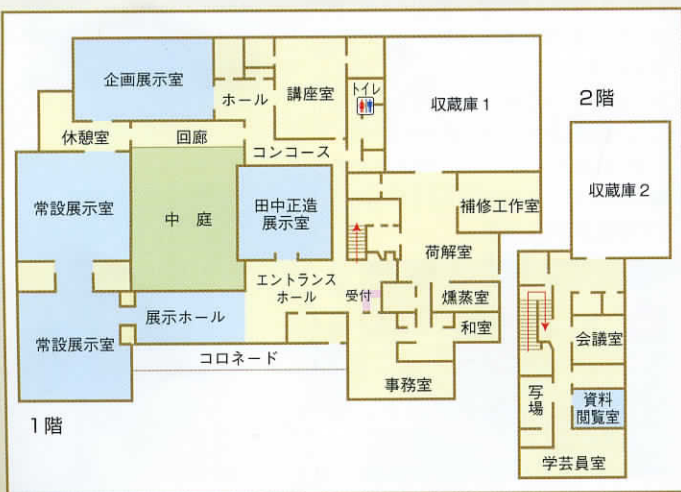 企画展示室
ホール
講座室
トイレ
収蔵庫1
2階
休憩室
回廊
コンコース
収蔵庫2
常設展示室
中庭
田中正造
展示室
補修工作室
荷解室
エントランス
ホール
受付
燻蒸室
展示ホール
和室
会議室
常設展示室
コロネード
事務室
写場
資料
閲覧室
1階
学芸員室